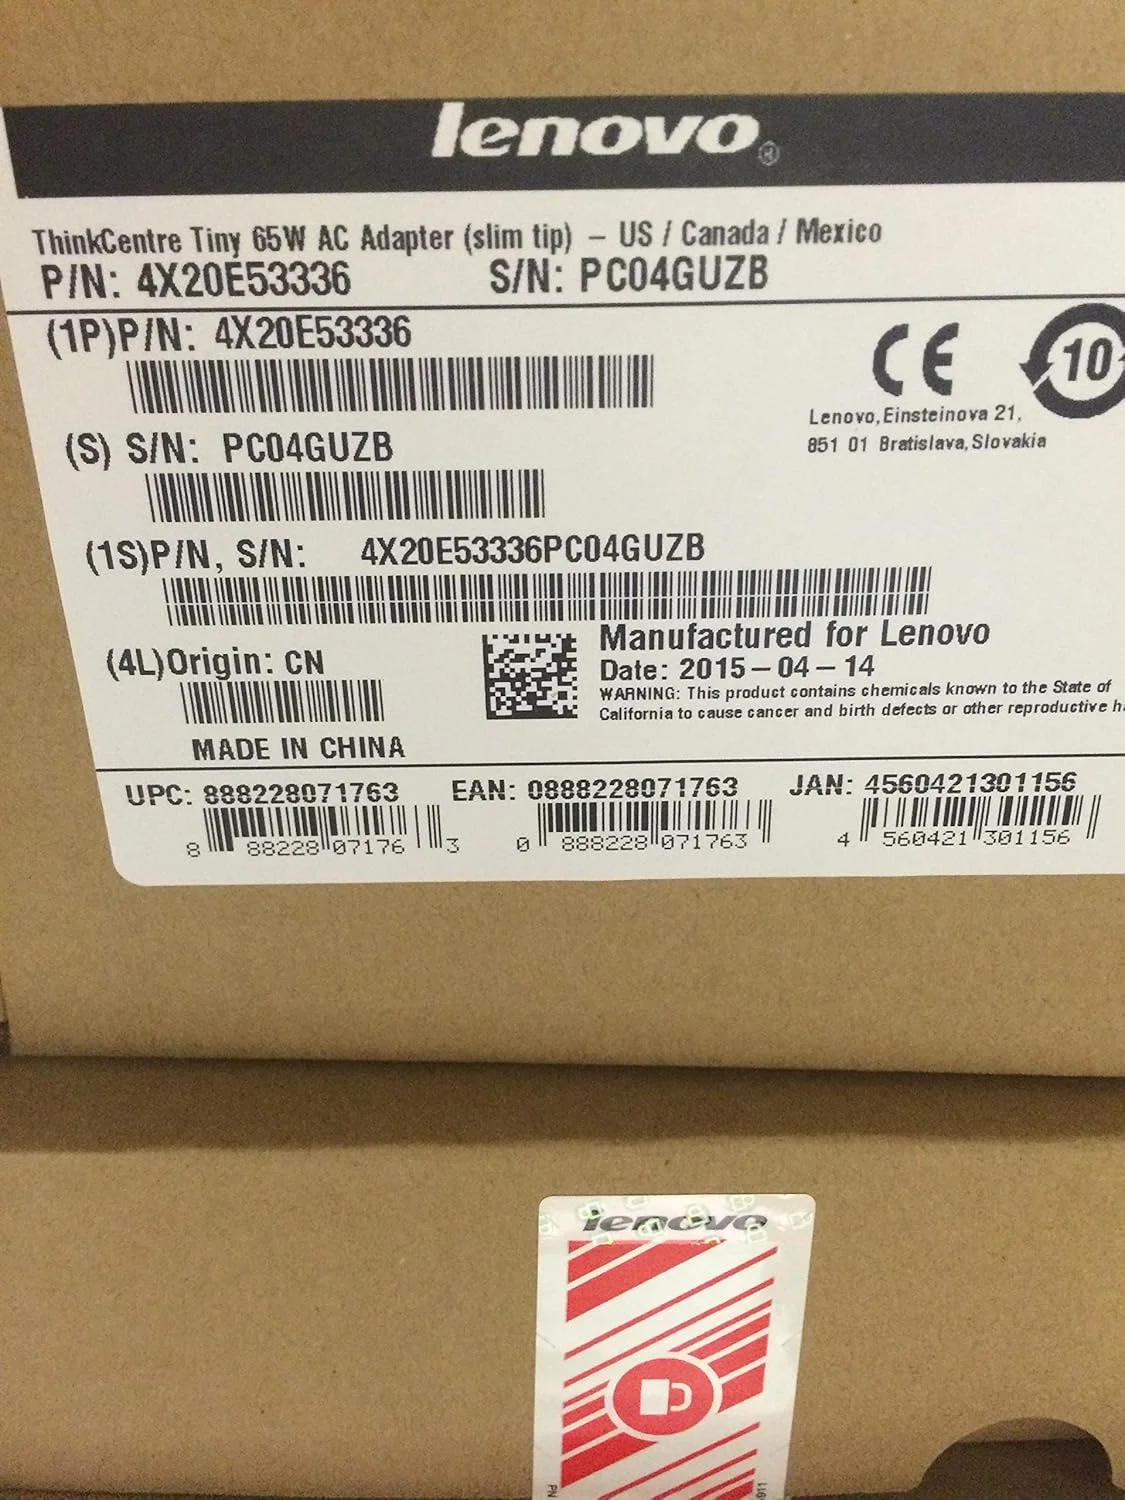 lenovo®
ThinkCentre Tiny 65W AC Adapter (slim tip) – US / Canada / Mexico
P/N: 4X20E53336 S/N: PC04GUZB
(1P)P/N: 4X20E53336
CE
10
Lenovo, Einsteinova 21,
851 01 Bratislava, Slovakia
(S) S/N: PC04GUZB
(1S)P/N, S/N: 4X20E53336PC04GUZB
(4L)Origin: CN
MADE IN CHINA
Manufactured for Lenovo
Date: 2015-04-14
WARNING: This product contains chemicals known to the State of
California to cause cancer and birth defects or other reproductive
UPC: 888228071763 EAN: 0888228071763 JAN: 4560421301156
8 88228 07176 3 0 888228 071763 4 560421 301156
lenovo
PN